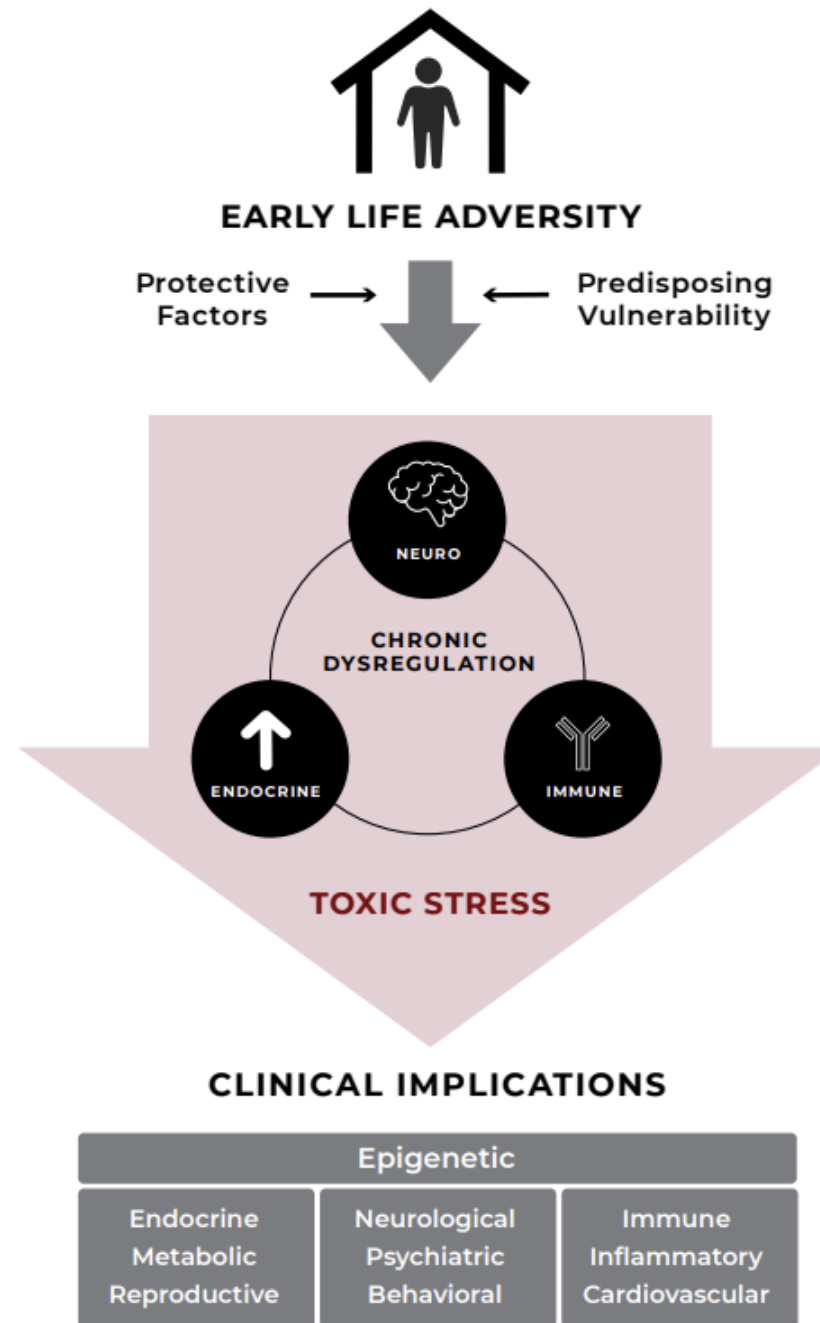 EARLY LIFE ADVERSITY
Protective
Factors
Predisposing
Vulnerability
NEURO
CHRONIC
DYSREGULATION
ENDOCRINE
IMMUNE
TOXIC STRESS
CLINICAL IMPLICATIONS
Epigenetic
Endocrine
Metabolic
Reproductive
Neurological
Psychiatric
Behavioral
Immune
Inflammatory
Cardiovascular